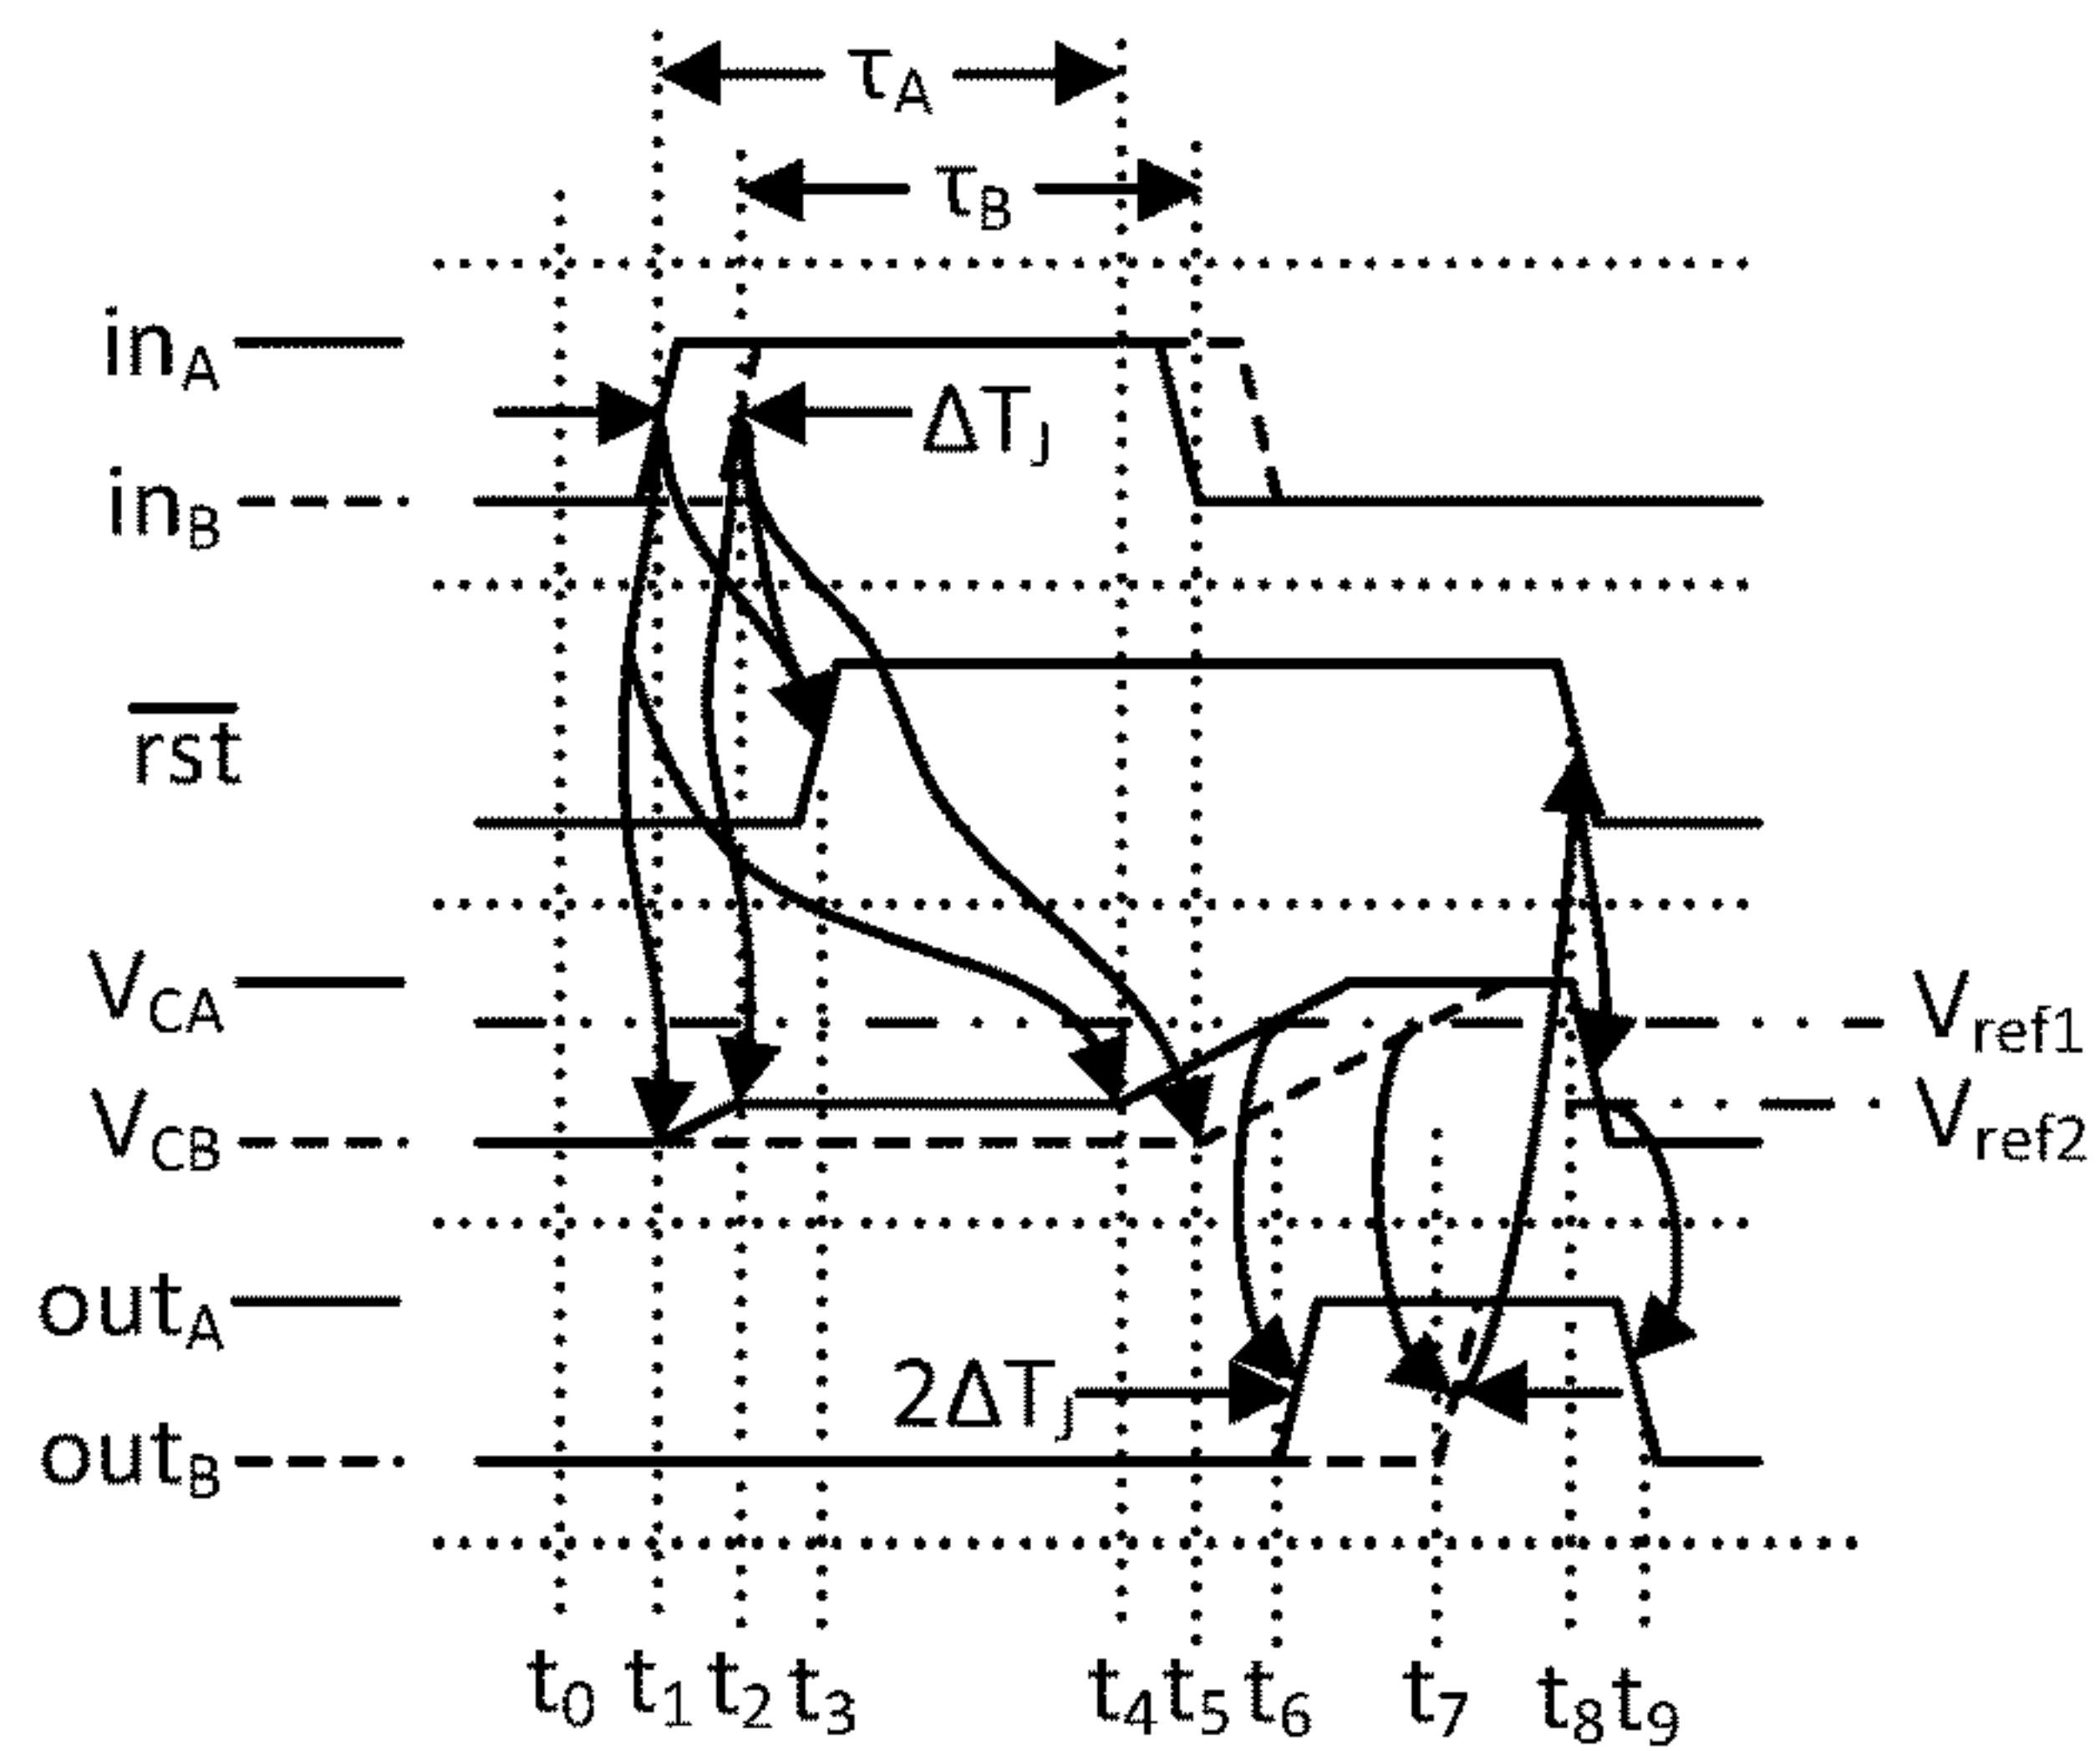 τA
τB
inA
ΔTj
inB
rst
VCA
Vref1
VCB
Vref2
outA
2ΔTj
outB
t0 t1 t2 t3 t4 t5 t6 t7 t8 t9